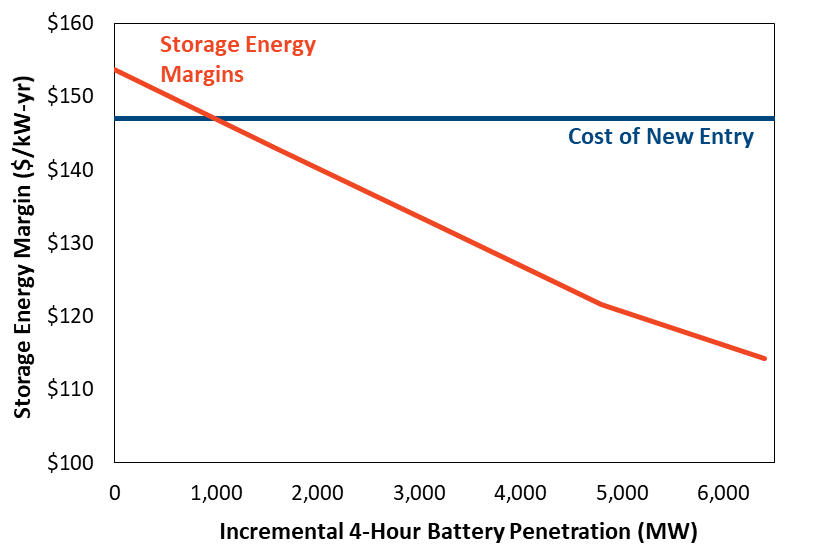 $160
$150
$140
$130
$120
$110
$100
Storage Energy Margin ($/kW-yr)
Storage Energy
Margins
Cost of New Entry
0
1,000
2,000
3,000
4,000
5,000
6,000
Incremental 4-Hour Battery Penetration (MW)